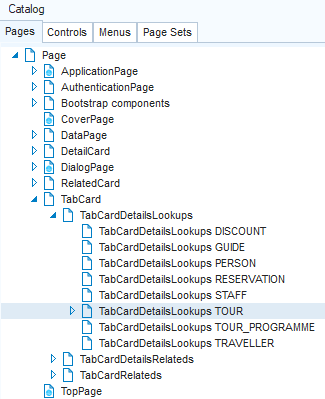 Catalog
Pages Controls Menus Page Sets
Page
ApplicationPage
AuthenticationPage
Bootstrap components
CoverPage
DataPage
DetailCard
DialogPage
RelatedCard
TabCard
TabCardDetailsLookups
TabCardDetailsLookups DISCOUNT
TabCardDetailsLookups GUIDE
TabCardDetailsLookups PERSON
TabCardDetailsLookups RESERVATION
TabCardDetailsLookups STAFF
TabCardDetailsLookups TOUR
TabCardDetailsLookups TOUR_PROGRAMME
TabCardDetailsLookups TRAVELLER
TabCardDetailsRelateds
TabCardRelateds
TopPage